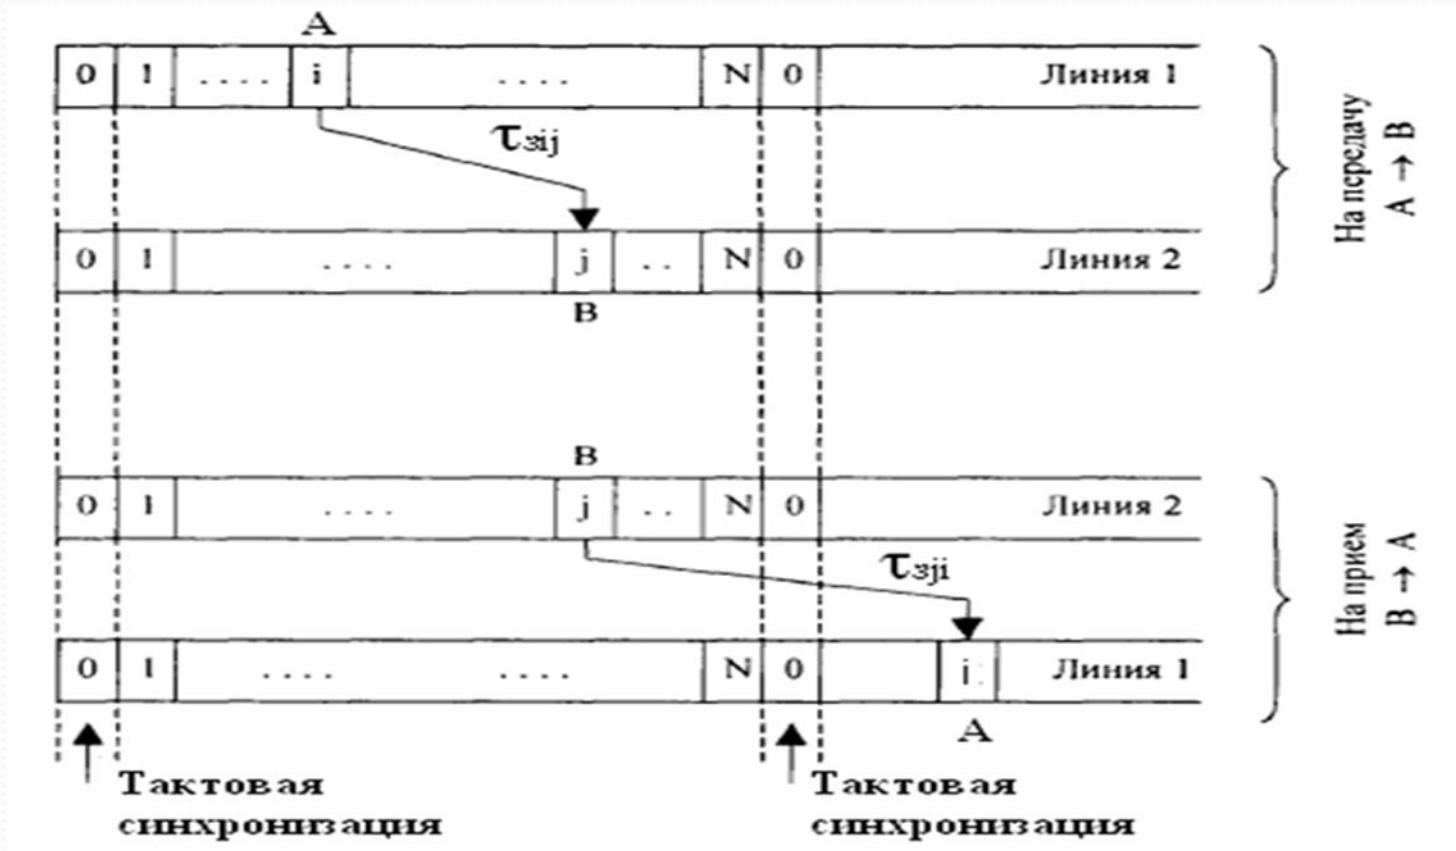 A
0 1 .... i .... N 0 Линия 1
τзij
0 1 .... j .. N 0 Линия 2
B
На передачу
A → B
B
0 1 .... j .. N 0 Линия 2
τзji
0 1 .... .... N 0 i Линия 1
A
На прием
B → A
Тактовая
синхронизация
Тактовая
синхронизация